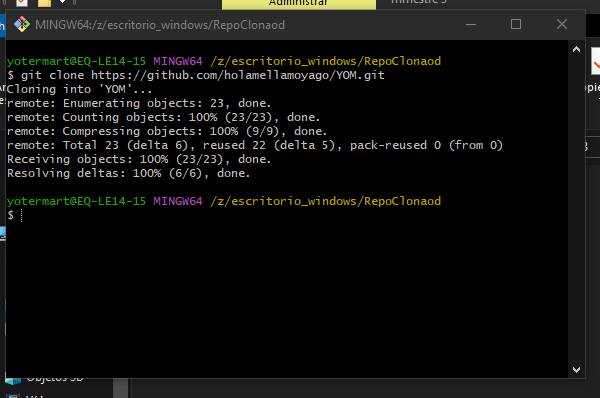 Administrar
MINGW64:/z/escritorio_windows/RepoClonaod
yotermart@EQ-LE14-15 MINGW64 /z/escritorio_windows/RepoClonaod
$ git clone https://github.com/holamellamoyago/YOM.git
Cloning into 'YOM'...
remote: Enumerating objects: 23, done.
remote: Counting objects: 100% (23/23), done.
remote: Compressing objects: 100% (9/9), done.
remote: Total 23 (delta 6), reused 22 (delta 5), pack-reused 0 (from 0)
Receiving objects: 100% (23/23), done.
Resolving deltas: 100% (6/6), done.
yotermart@EQ-LE14-15 MINGW64 /z/escritorio_windows/RepoClonaod
$
Objetos 3D